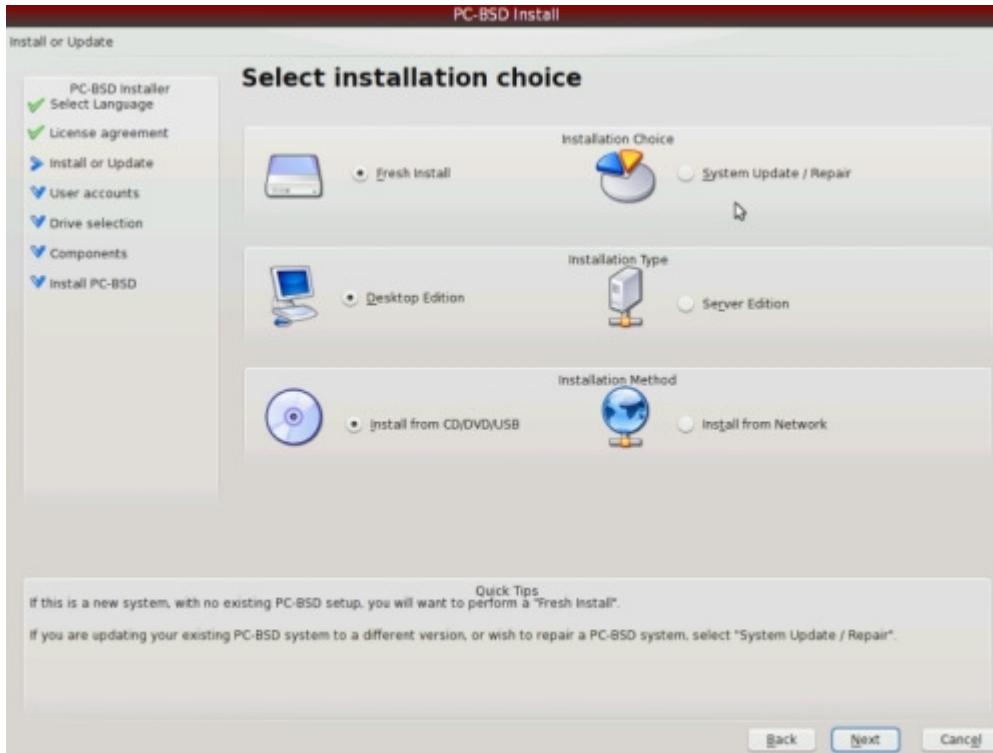 PC-BSD Install
Install or Update
PC-BSD Installer
Select Language
License agreement
Install or Update
User accounts
Drive selection
Components
Install PC-BSD
Select installation choice
Installation Choice
Fresh Install
System Update / Repair
Installation Type
Desktop Edition
Server Edition
Installation Method
Install from CD/DVD/USB
Install from Network
Quick Tips
If this is a new system, with no existing PC-BSD setup, you will want to perform a "Fresh Install".
If you are updating your existing PC-BSD system to a different version, or wish to repair a PC-BSD system, select "System Update / Repair".
Back
Next
Cancel